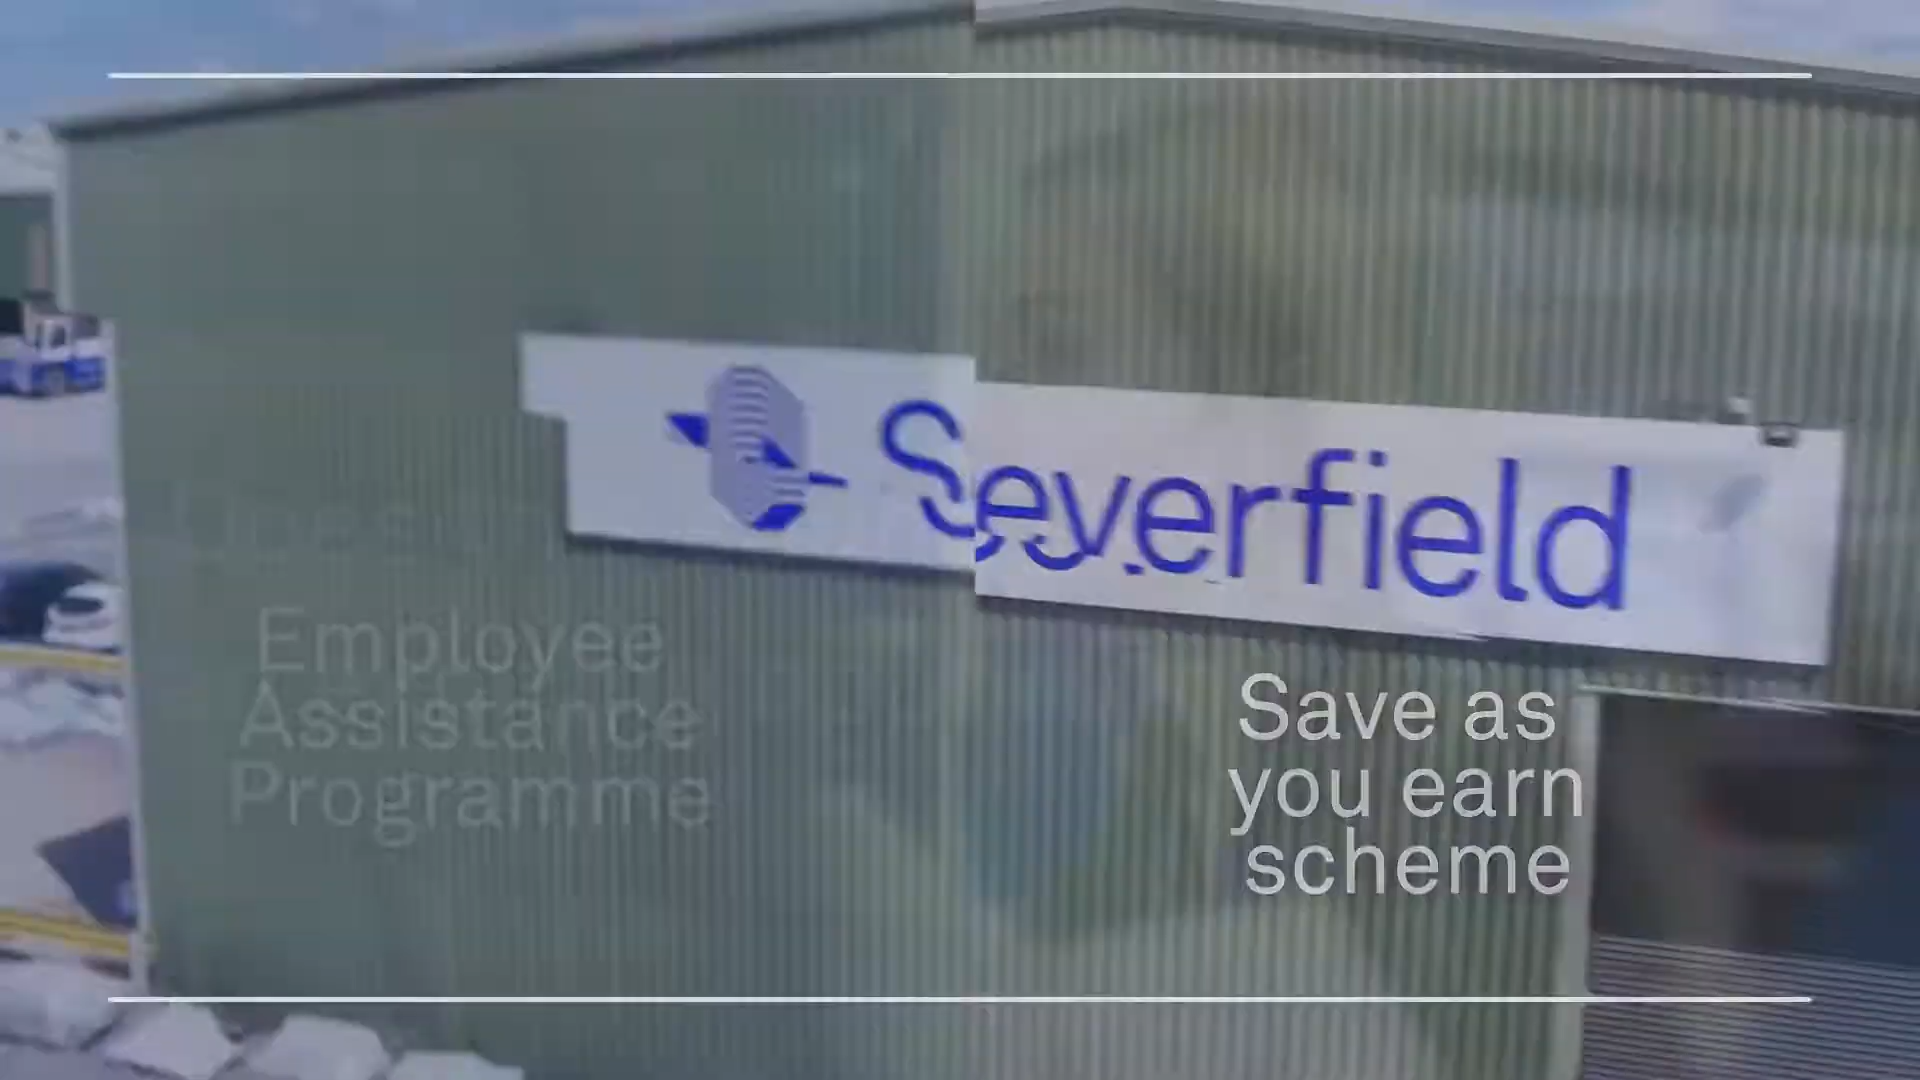 Severfield
Employee
Assistance
Programme
Save as
you earn
scheme